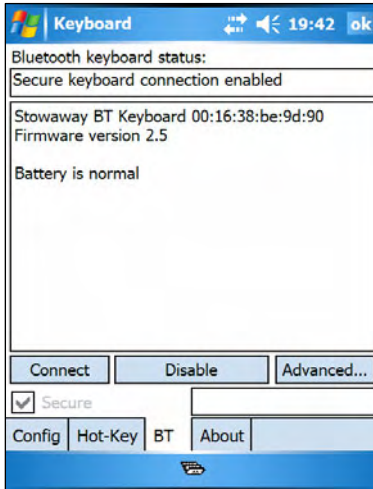 Keyboard 19:42 ok
Bluetooth keyboard status:
Secure keyboard connection enabled
Stowaway BT Keyboard 00:16:38:be:9d:90
Firmware version 2.5
Battery is normal
Connect Disable Advanced...
Secure
Config Hot-Key BT About